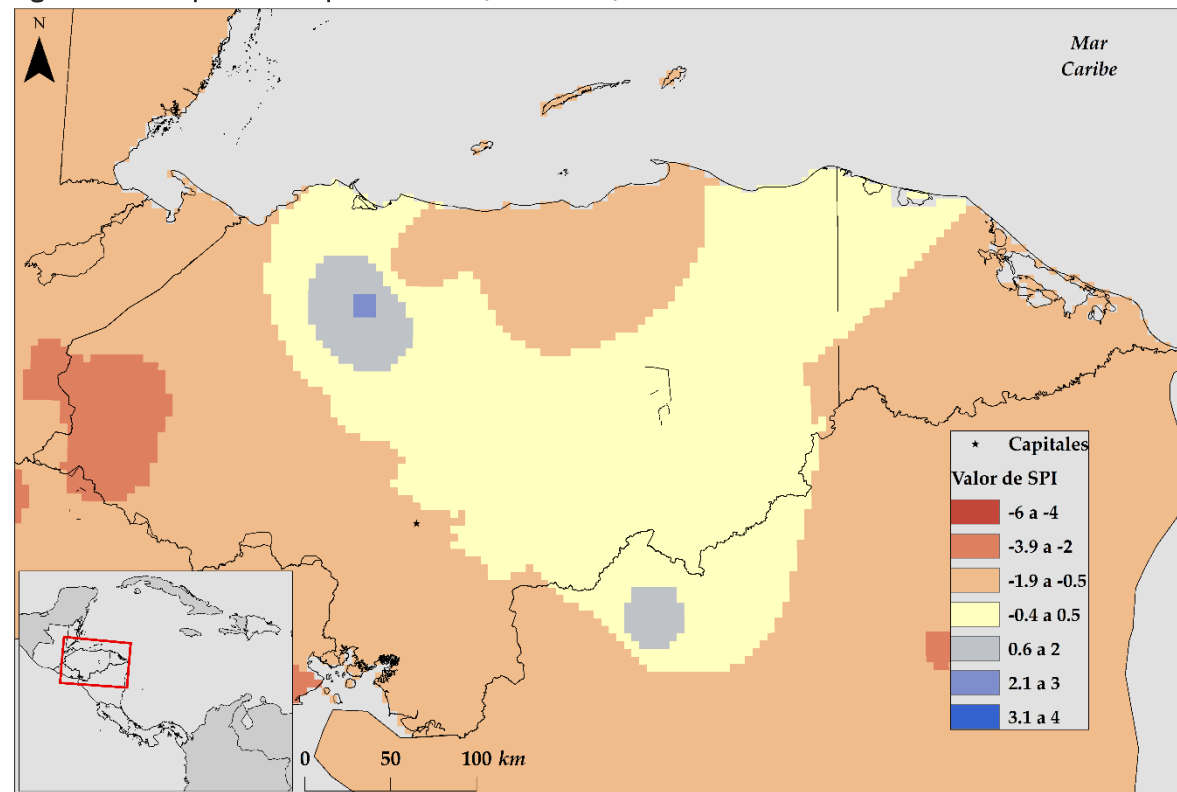 N
Mar
Caribe
Capitales
Valor de SPI
-6 a -4
-3.9 a -2
-1.9 a -0.5
-0.4 a 0.5
0.6 a 2
2.1 a 3
3.1 a 4
0 50 100 km